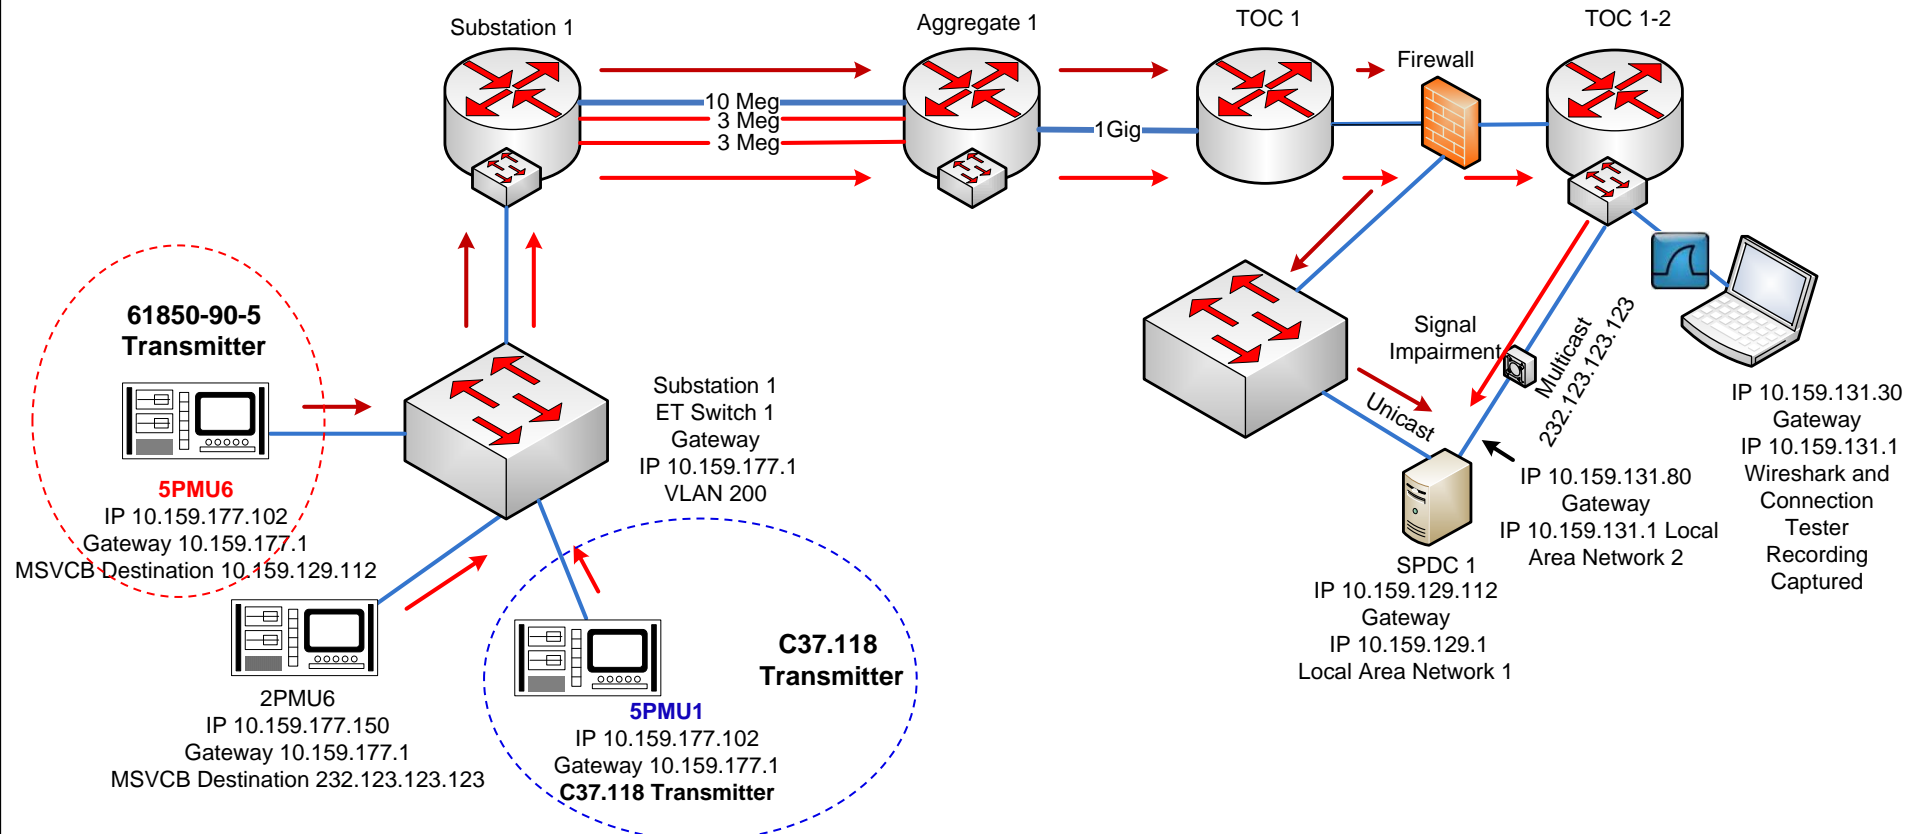 Substation 1
Aggregate 1
TOC 1
TOC 1-2
Firewall
10 Meg
3 Meg
3 Meg
1Gig
61850-90-5
Transmitter
5PMU6
IP 10.159.177.102
Gateway 10.159.177.1
MSVCB Destination 10.159.129.112
Substation 1
ET Switch 1
Gateway
IP 10.159.177.1
VLAN 200
2PMU6
IP 10.159.177.150
Gateway 10.159.177.1
MSVCB Destination 232.123.123.123
C37.118
Transmitter
5PMU1
IP 10.159.177.102
Gateway 10.159.177.1
C37.118 Transmitter
Signal
Impairment
Multicast
232.123.123.123
Unicast
SPDC 1
IP 10.159.129.112
Gateway
IP 10.159.129.1
Local Area Network 1
IP 10.159.131.80
Gateway
IP 10.159.131.1 Local
Area Network 2
IP 10.159.131.30
Gateway
IP 10.159.131.1
Wireshark and
Connection
Tester
Recording
Captured